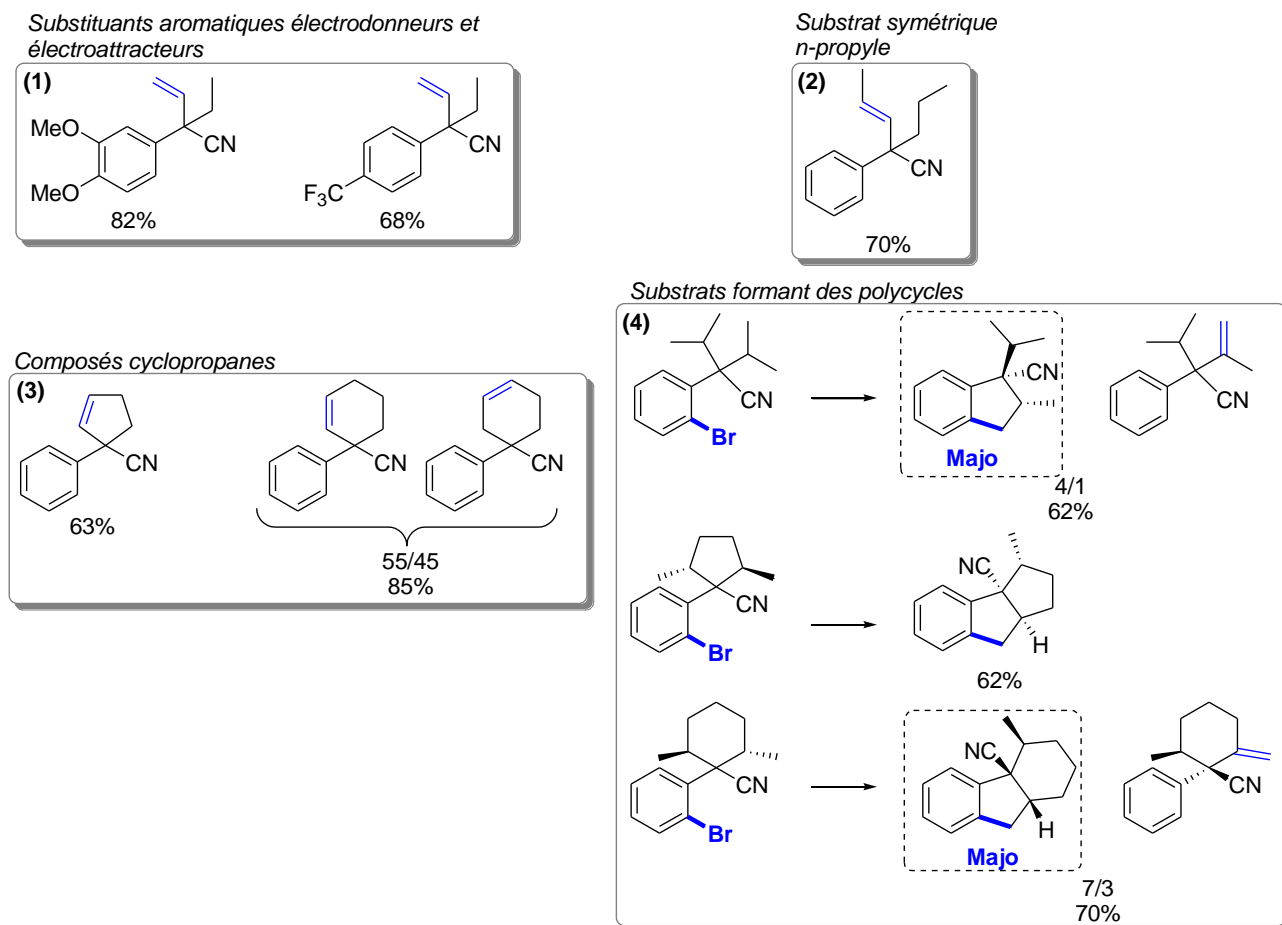 Substituants aromatiques électrodonneurs et
électroattracteurs
(1)
MeO
MeO
CN
82%
F3C
CN
68%
Substrat symétrique
n-propyle
(2)
CN
70%
Composés cyclopropanes
(3)
CN
63%
CN
CN
55/45
85%
Substrats formant des polycycles
(4)
CN
Br
CN
Majo
CN
4/1
62%
CN
Br
NC
H
62%
CN
Br
NC
H
Majo
CN
7/3
70%